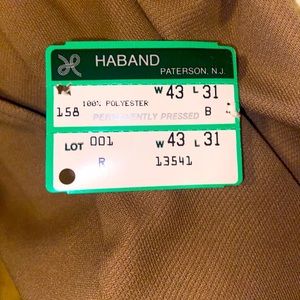 HABAND
PATERSON, N.J.
W 43 L 31
100% POLYESTER
158 B
PERMANENTLY PRESSED
LOT 001 W 43 L 31
R 13541